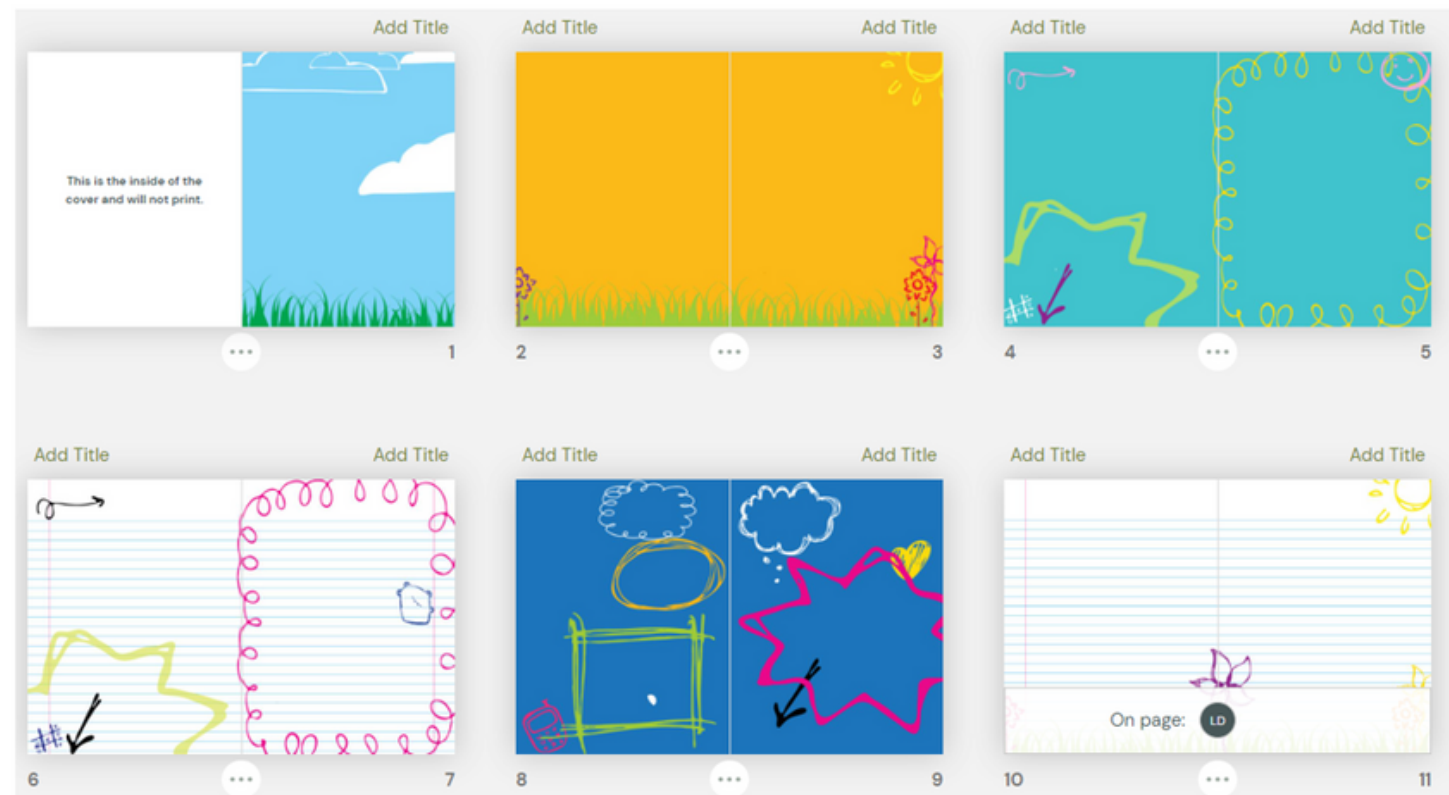 Add Title
Add Title
Add Title
Add Title
Add Title
This is the inside of the
cover and will not print.
1
2
3
4
5
Add Title
Add Title
Add Title
Add Title
Add Title
Add Title
On page: LD
6
7
8
9
10
11